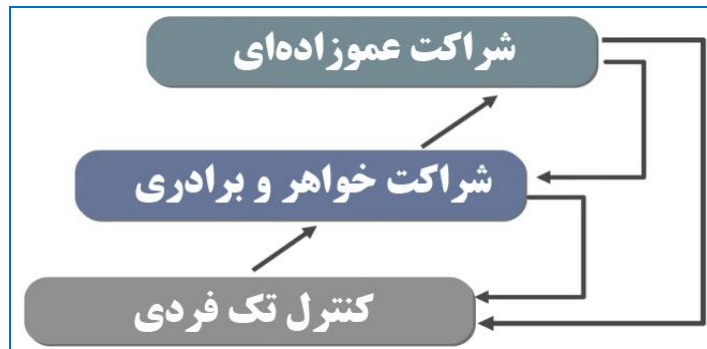 شراکت عموزاده‌ای
شراکت خواهر و برادری
کنترل تک فردی